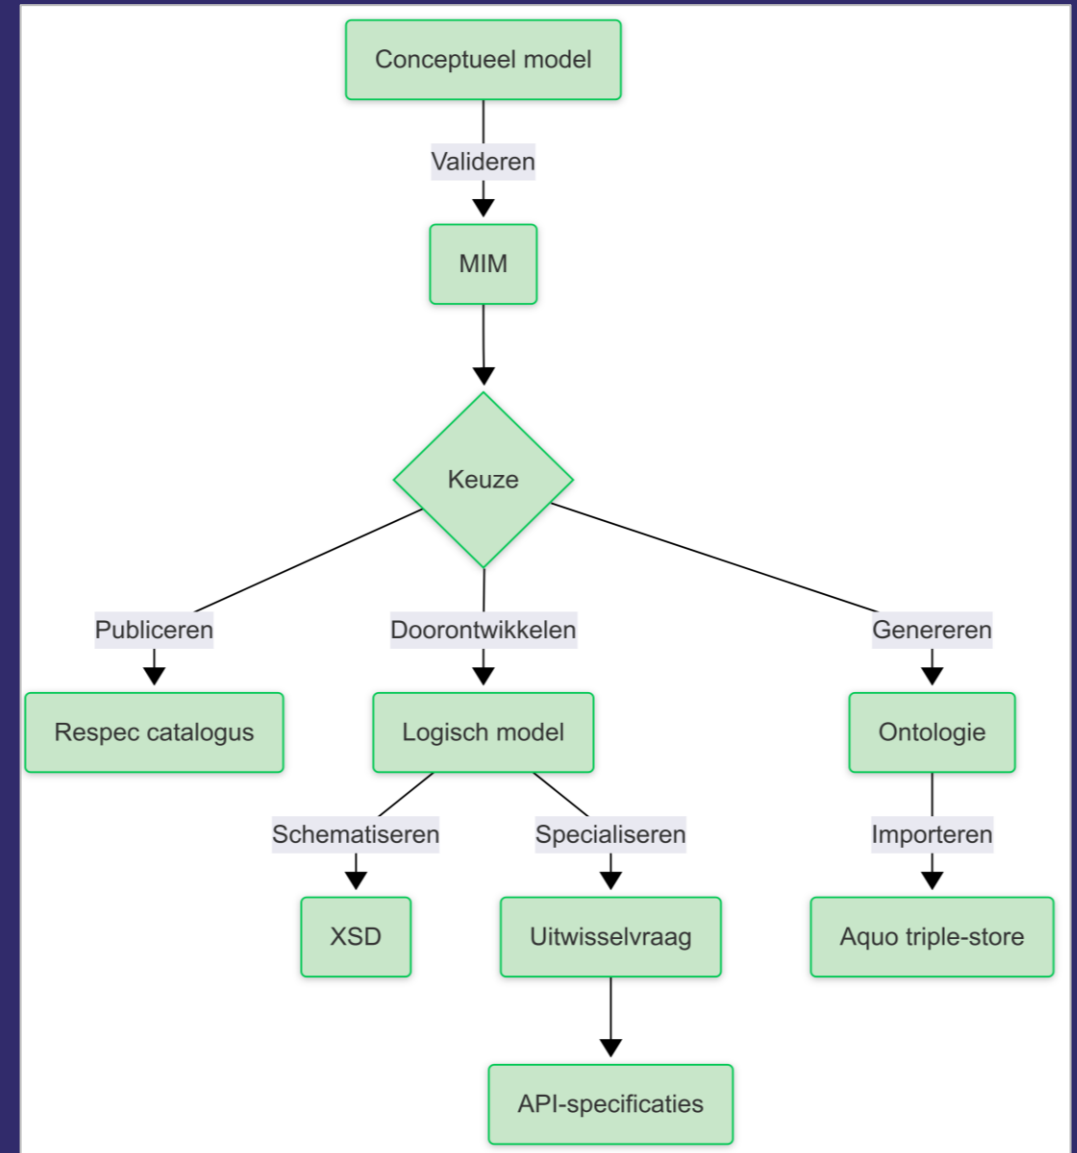 Conceptueel model
Valideren
MIM
Keuze
Publiceren
Doorontwikkelen
Genereren
Respec catalogus
Logisch model
Ontologie
Schematiseren
Specialiseren
Importeren
XSD
Uitwisselvraag
Aquo triple-store
API-specificaties